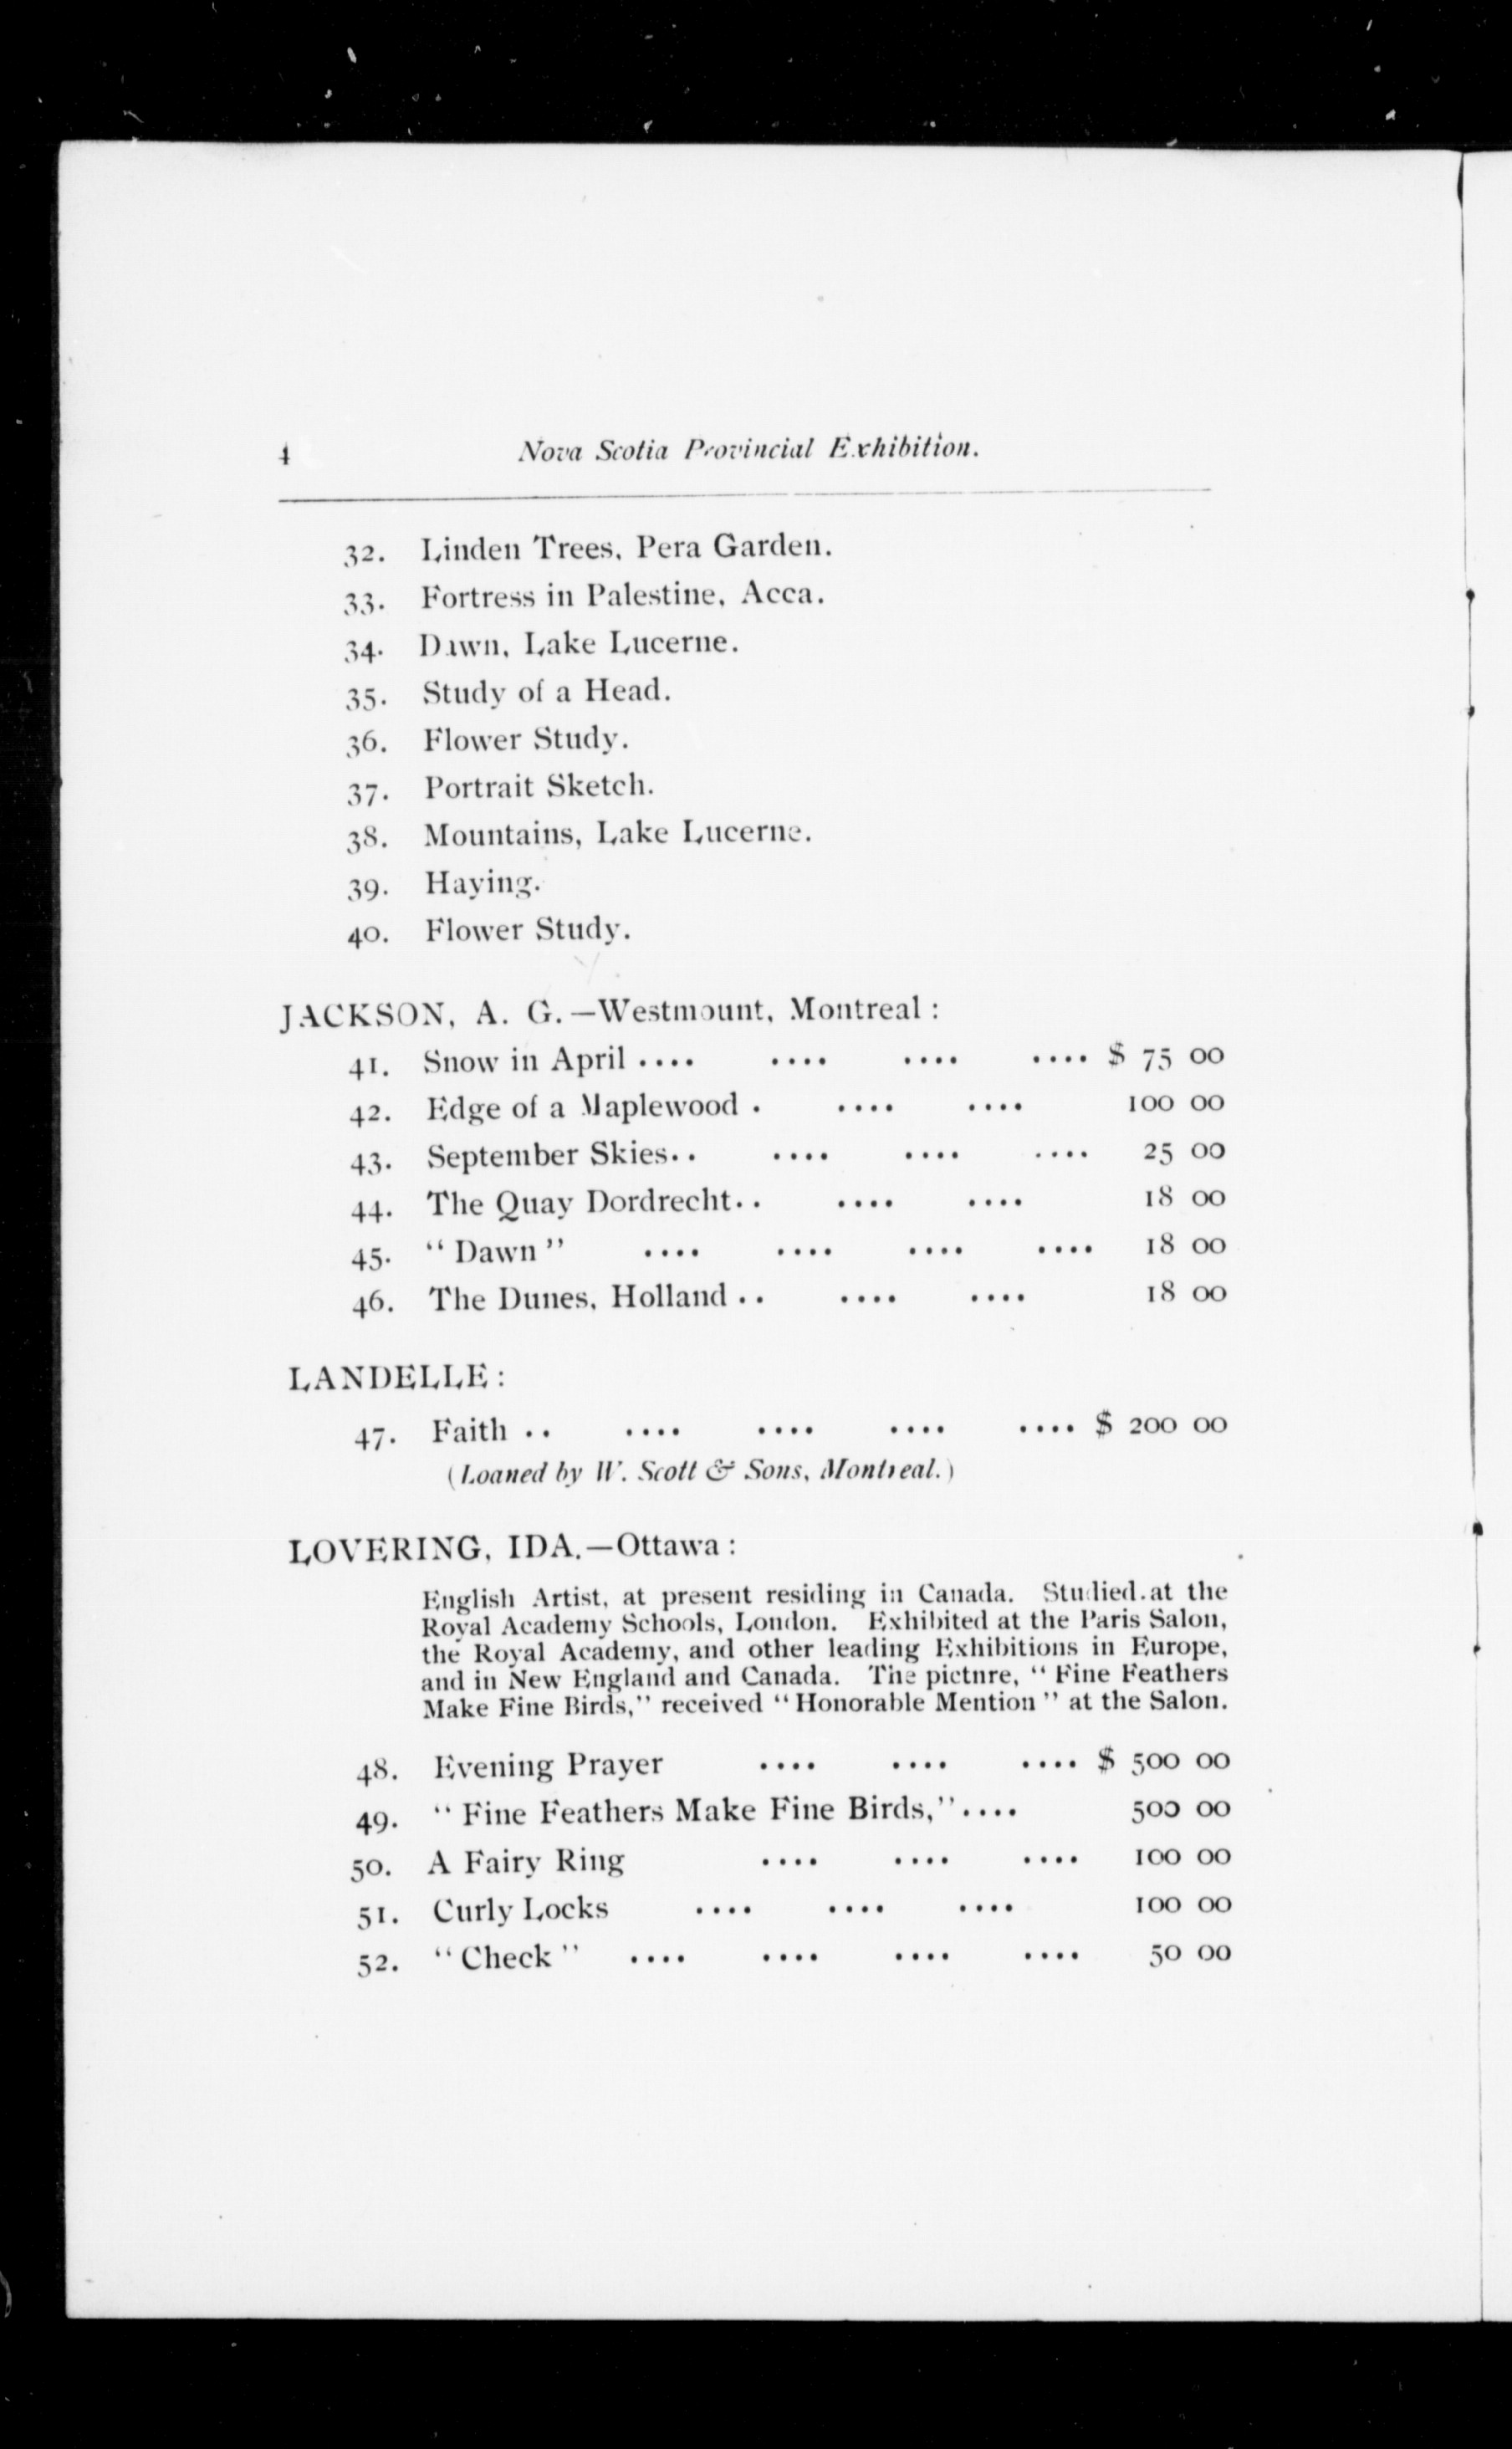 4 Nova Scotia Provincial Exhibition.
32. Linden Trees, Pera Garden.
33. Fortress in Palestine, Acca.
34. Dawn, Lake Lucerne.
35. Study of a Head.
36. Flower Study.
37. Portrait Sketch.
38. Mountains, Lake Lucerne.
39. Haying.
40. Flower Study.
JACKSON, A. G.—Westmount, Montreal :
41. Snow in April .... .... .... .... $ 75 00
42. Edge of a Maplewood . .... .... 100 00
43. September Skies.. .... .... .... 25 00
44. The Quay Dordrecht.. .... .... 18 00
45. "Dawn" .... .... .... .... 18 00
46. The Dunes, Holland .. .... .... 18 00
LANDELLE :
47. Faith .. .... .... .... .... $ 200 00
(Loaned by W. Scott & Sons, Montreal.)
LOVERING, IDA.—Ottawa :
English Artist, at present residing in Canada. Studied at the
Royal Academy Schools, London. Exhibited at the Paris Salon,
the Royal Academy, and other leading Exhibitions in Europe,
and in New England and Canada. The pictnre, "Fine Feathers
Make Fine Birds," received "Honorable Mention" at the Salon.
48. Evening Prayer .... .... .... $ 500 00
49. "Fine Feathers Make Fine Birds,".... 500 00
50. A Fairy Ring .... .... .... 100 00
51. Curly Locks .... .... .... 100 00
52. "Check" .... .... .... .... 50 00